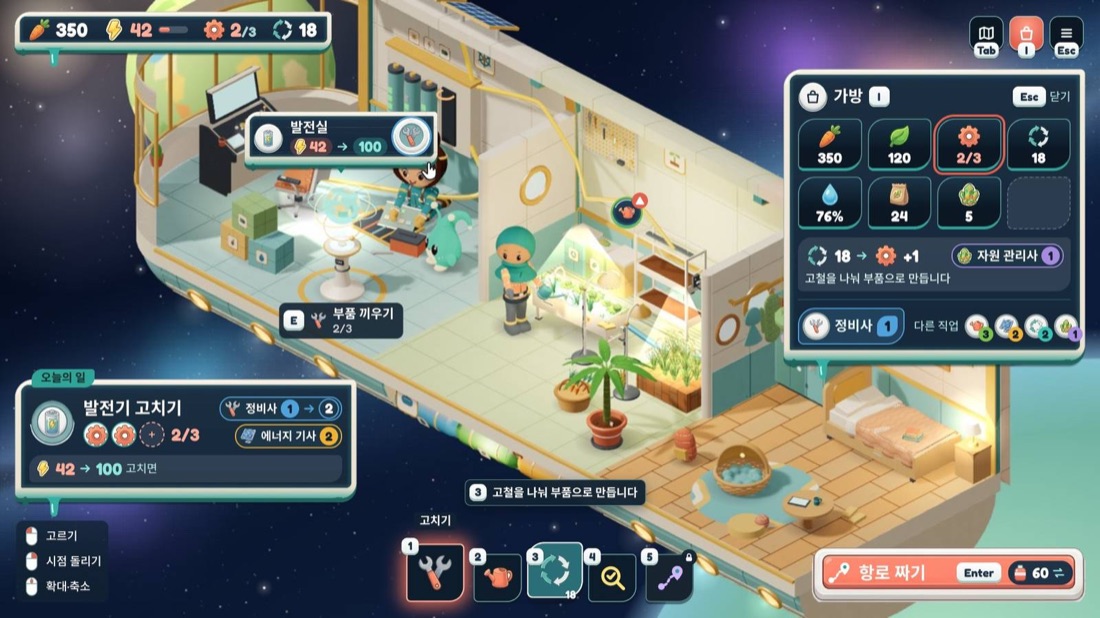 350 42 2/3 18
Tab I Esc
가방 I Esc 닫기
350 120 2/3 18
76% 24 5
18 → +1 자원 관리사 1
고철을 나눠 부품으로 만듭니다
정비사 1 다른 직업 3 2 2 1
발전실
42 → 100
E 부품 끼우기
2/3
오늘의 일
발전기 고치기 정비사 1 → 2
2/3 에너지 기사 2
42 → 100 고치면
고르기
시점 돌리기
확대·축소
3 고철을 나눠 부품으로 만듭니다
고치기
1 2 3 4 5
18
항로 짜기 Enter 60